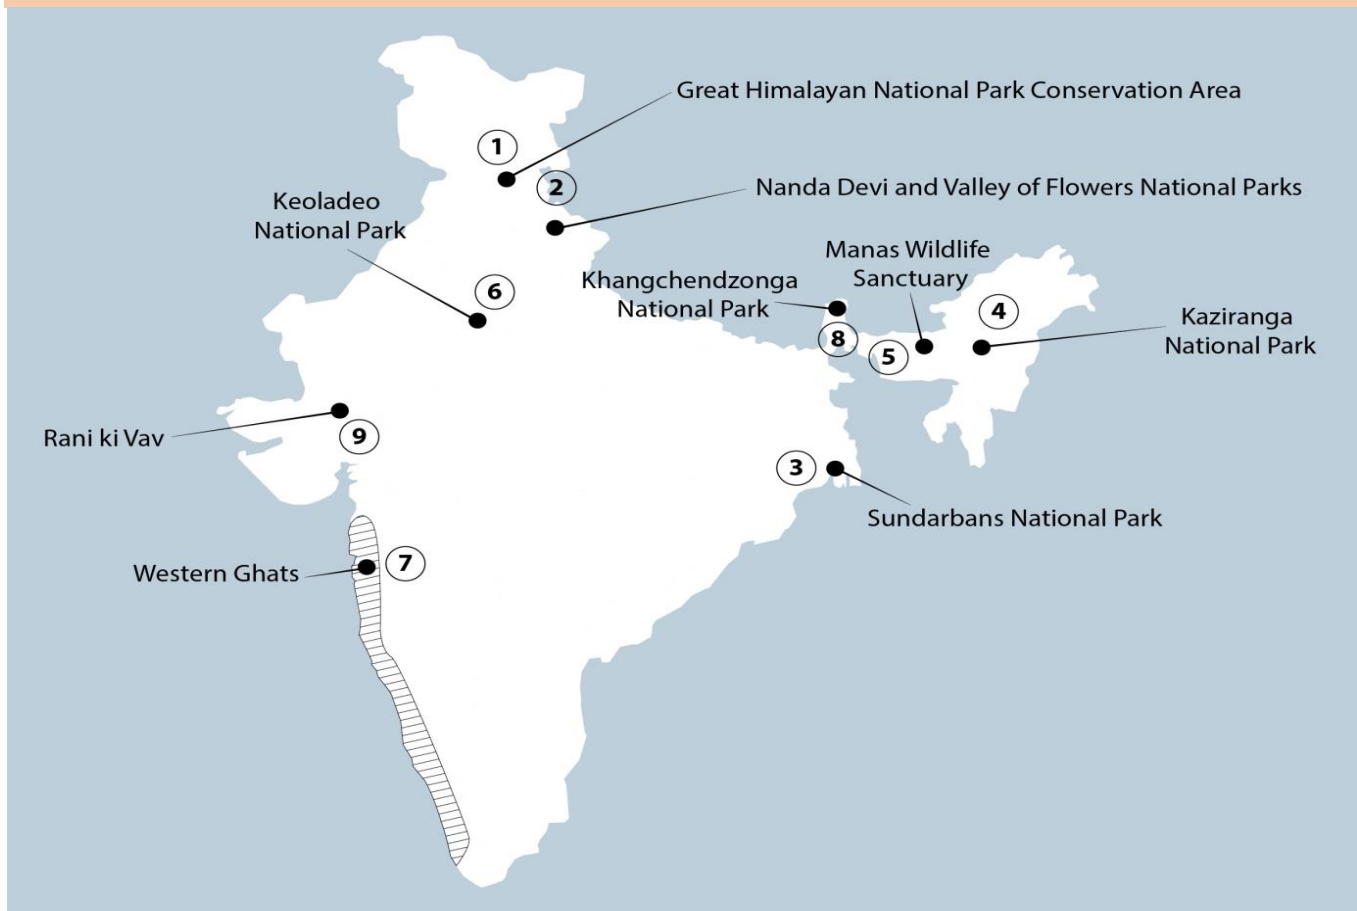 Great Himalayan National Park Conservation Area
1
2
Nanda Devi and Valley of Flowers National Parks
Keoladeo
National Park
6
Manas Wildlife
Sanctuary
Khangchendzonga
National Park
8
5
4
Kaziranga
National Park
Rani ki Vav
9
3
Sundarbans National Park
Western Ghats
7